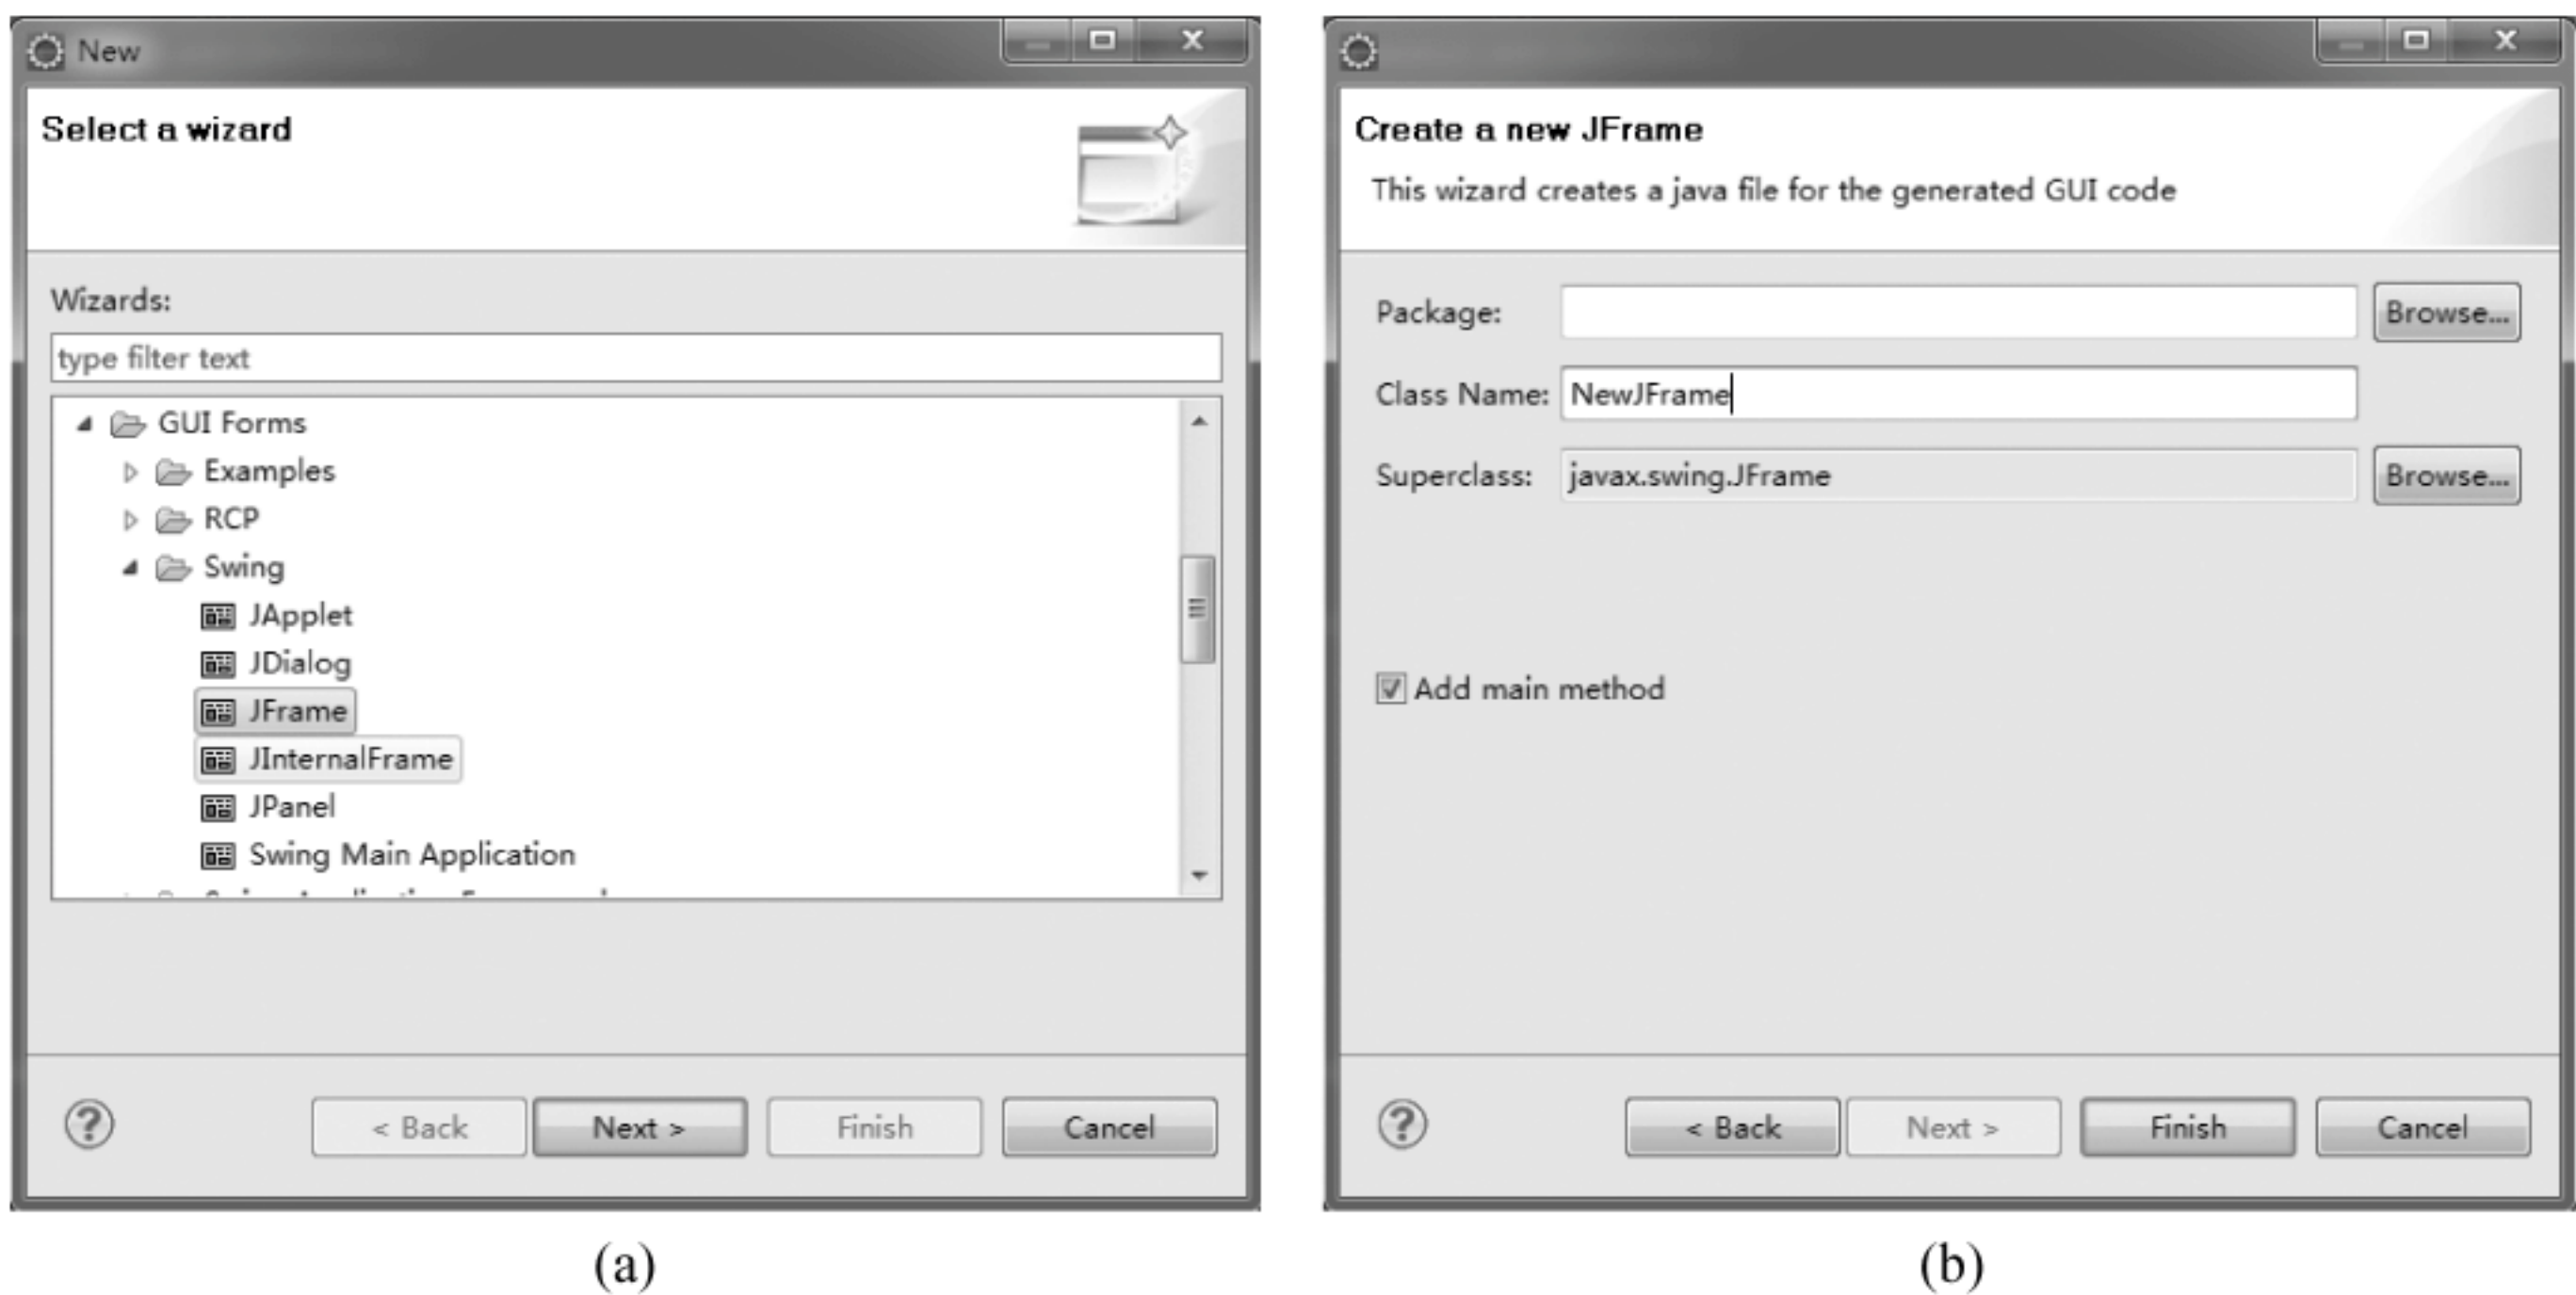 New
Select a wizard
Wizards:
type filter text
GUI Forms
Examples
RCP
Swing
JApplet
JDialog
JFrame
JInternalFrame
JPanel
Swing Main Application
< Back
Next >
Finish
Cancel
(a)
Create a new JFrame
This wizard creates a java file for the generated GUI code
Package:
Browse...
Class Name: NewJFrame
Superclass: javax.swing.JFrame
Browse...
Add main method
< Back
Next >
Finish
Cancel
(b)